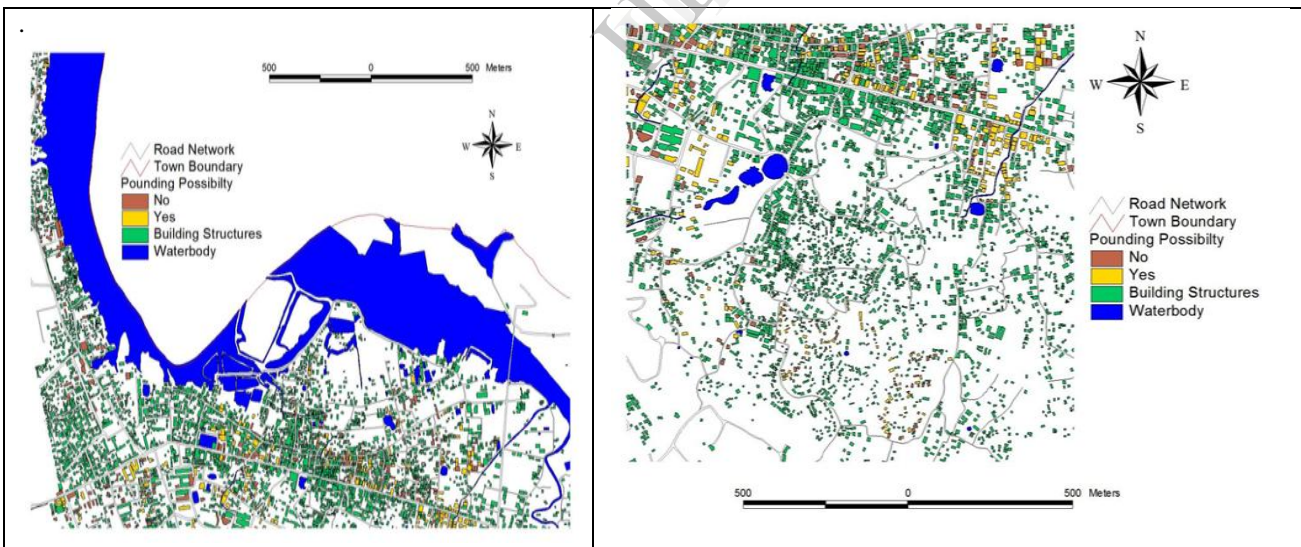 .
500 0 500 Meters
N
W E
S
Road Network
Town Boundary
Pounding Possibilty
No
Yes
Building Structures
Waterbody
N
W E
S
Road Network
Town Boundary
Pounding Possibilty
No
Yes
Building Structures
Waterbody
500 0 500 Meters